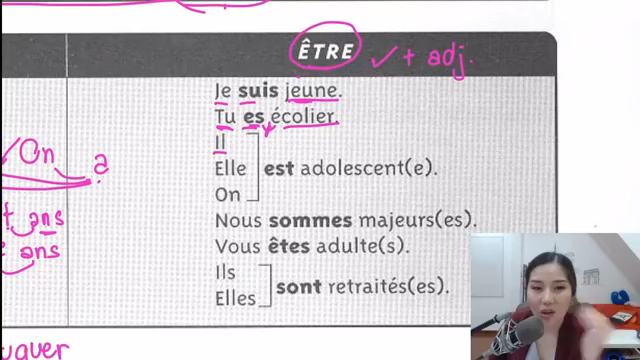 ÊTRE ✓ + adj.
Je suis jeune.
Tu es écolier.
Il
Elle est adolescent(e).
On
Nous sommes majeurs(es).
Vous êtes adulte(s).
Ils
Elles sont retraités(es).
On a
ans
ans